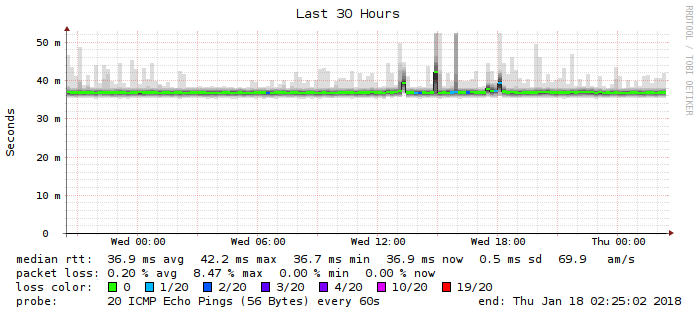 Last 30 Hours
RRDTOOL / TOBI OETIKER
Seconds
50 m
40 m
30 m
20 m
10 m
0
Wed 00:00 Wed 06:00 Wed 12:00 Wed 18:00 Thu 00:00
median rtt: 36.9 ms avg 42.2 ms max 36.7 ms min 36.9 ms now 0.5 ms sd 69.9 am/s
packet loss: 0.20 % avg 8.47 % max 0.00 % min 0.00 % now
loss color: 0 1/20 2/20 3/20 4/20 10/20 19/20
probe: 20 ICMP Echo Pings (56 Bytes) every 60s end: Thu Jan 18 02:25:02 2018